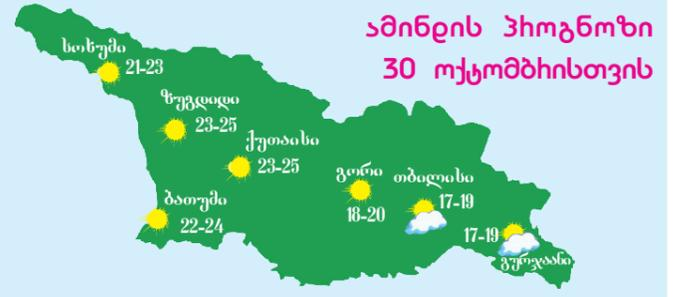 ამინდის პროგნოზი
30 ოქტომბრისთვის
სოხუმი
21-23
ზუგდიდი
23-25
ქუთაისი
23-25
გორი
18-20
თბილისი
17-19
ბათუმი
22-24
17-19
გურჯაანი